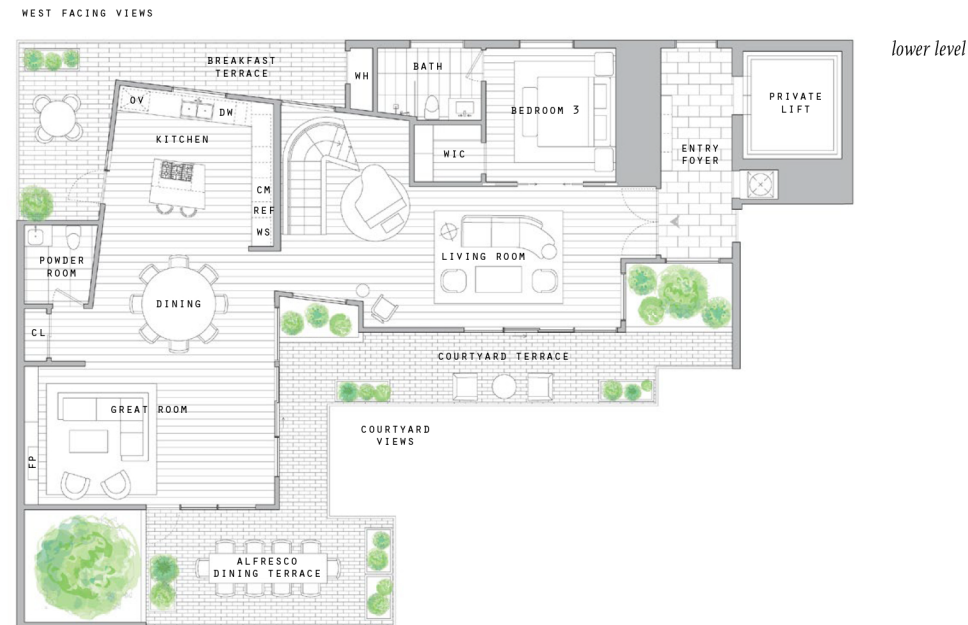 WEST FACING VIEWS
lower level
BREAKFAST
TERRACE
WH
BATH
BEDROOM 3
PRIVATE
LIFT
OV
DW
KITCHEN
WIC
ENTRY
FOYER
CM
REF
WS
POWDER
ROOM
LIVING ROOM
DINING
CL
COURTYARD TERRACE
GREAT ROOM
COURTYARD
VIEWS
FP
ALFRESCO
DINING TERRACE